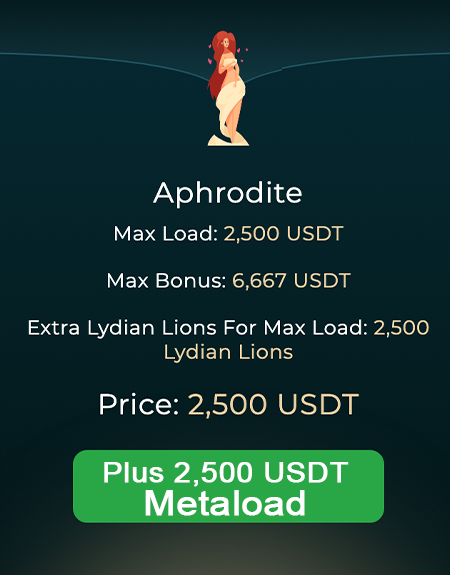 Aphrodite
Max Load: 2,500 USDT
Max Bonus: 6,667 USDT
Extra Lydian Lions For Max Load: 2,500
Lydian Lions
Price: 2,500 USDT
Plus 2,500 USDT
Metaload